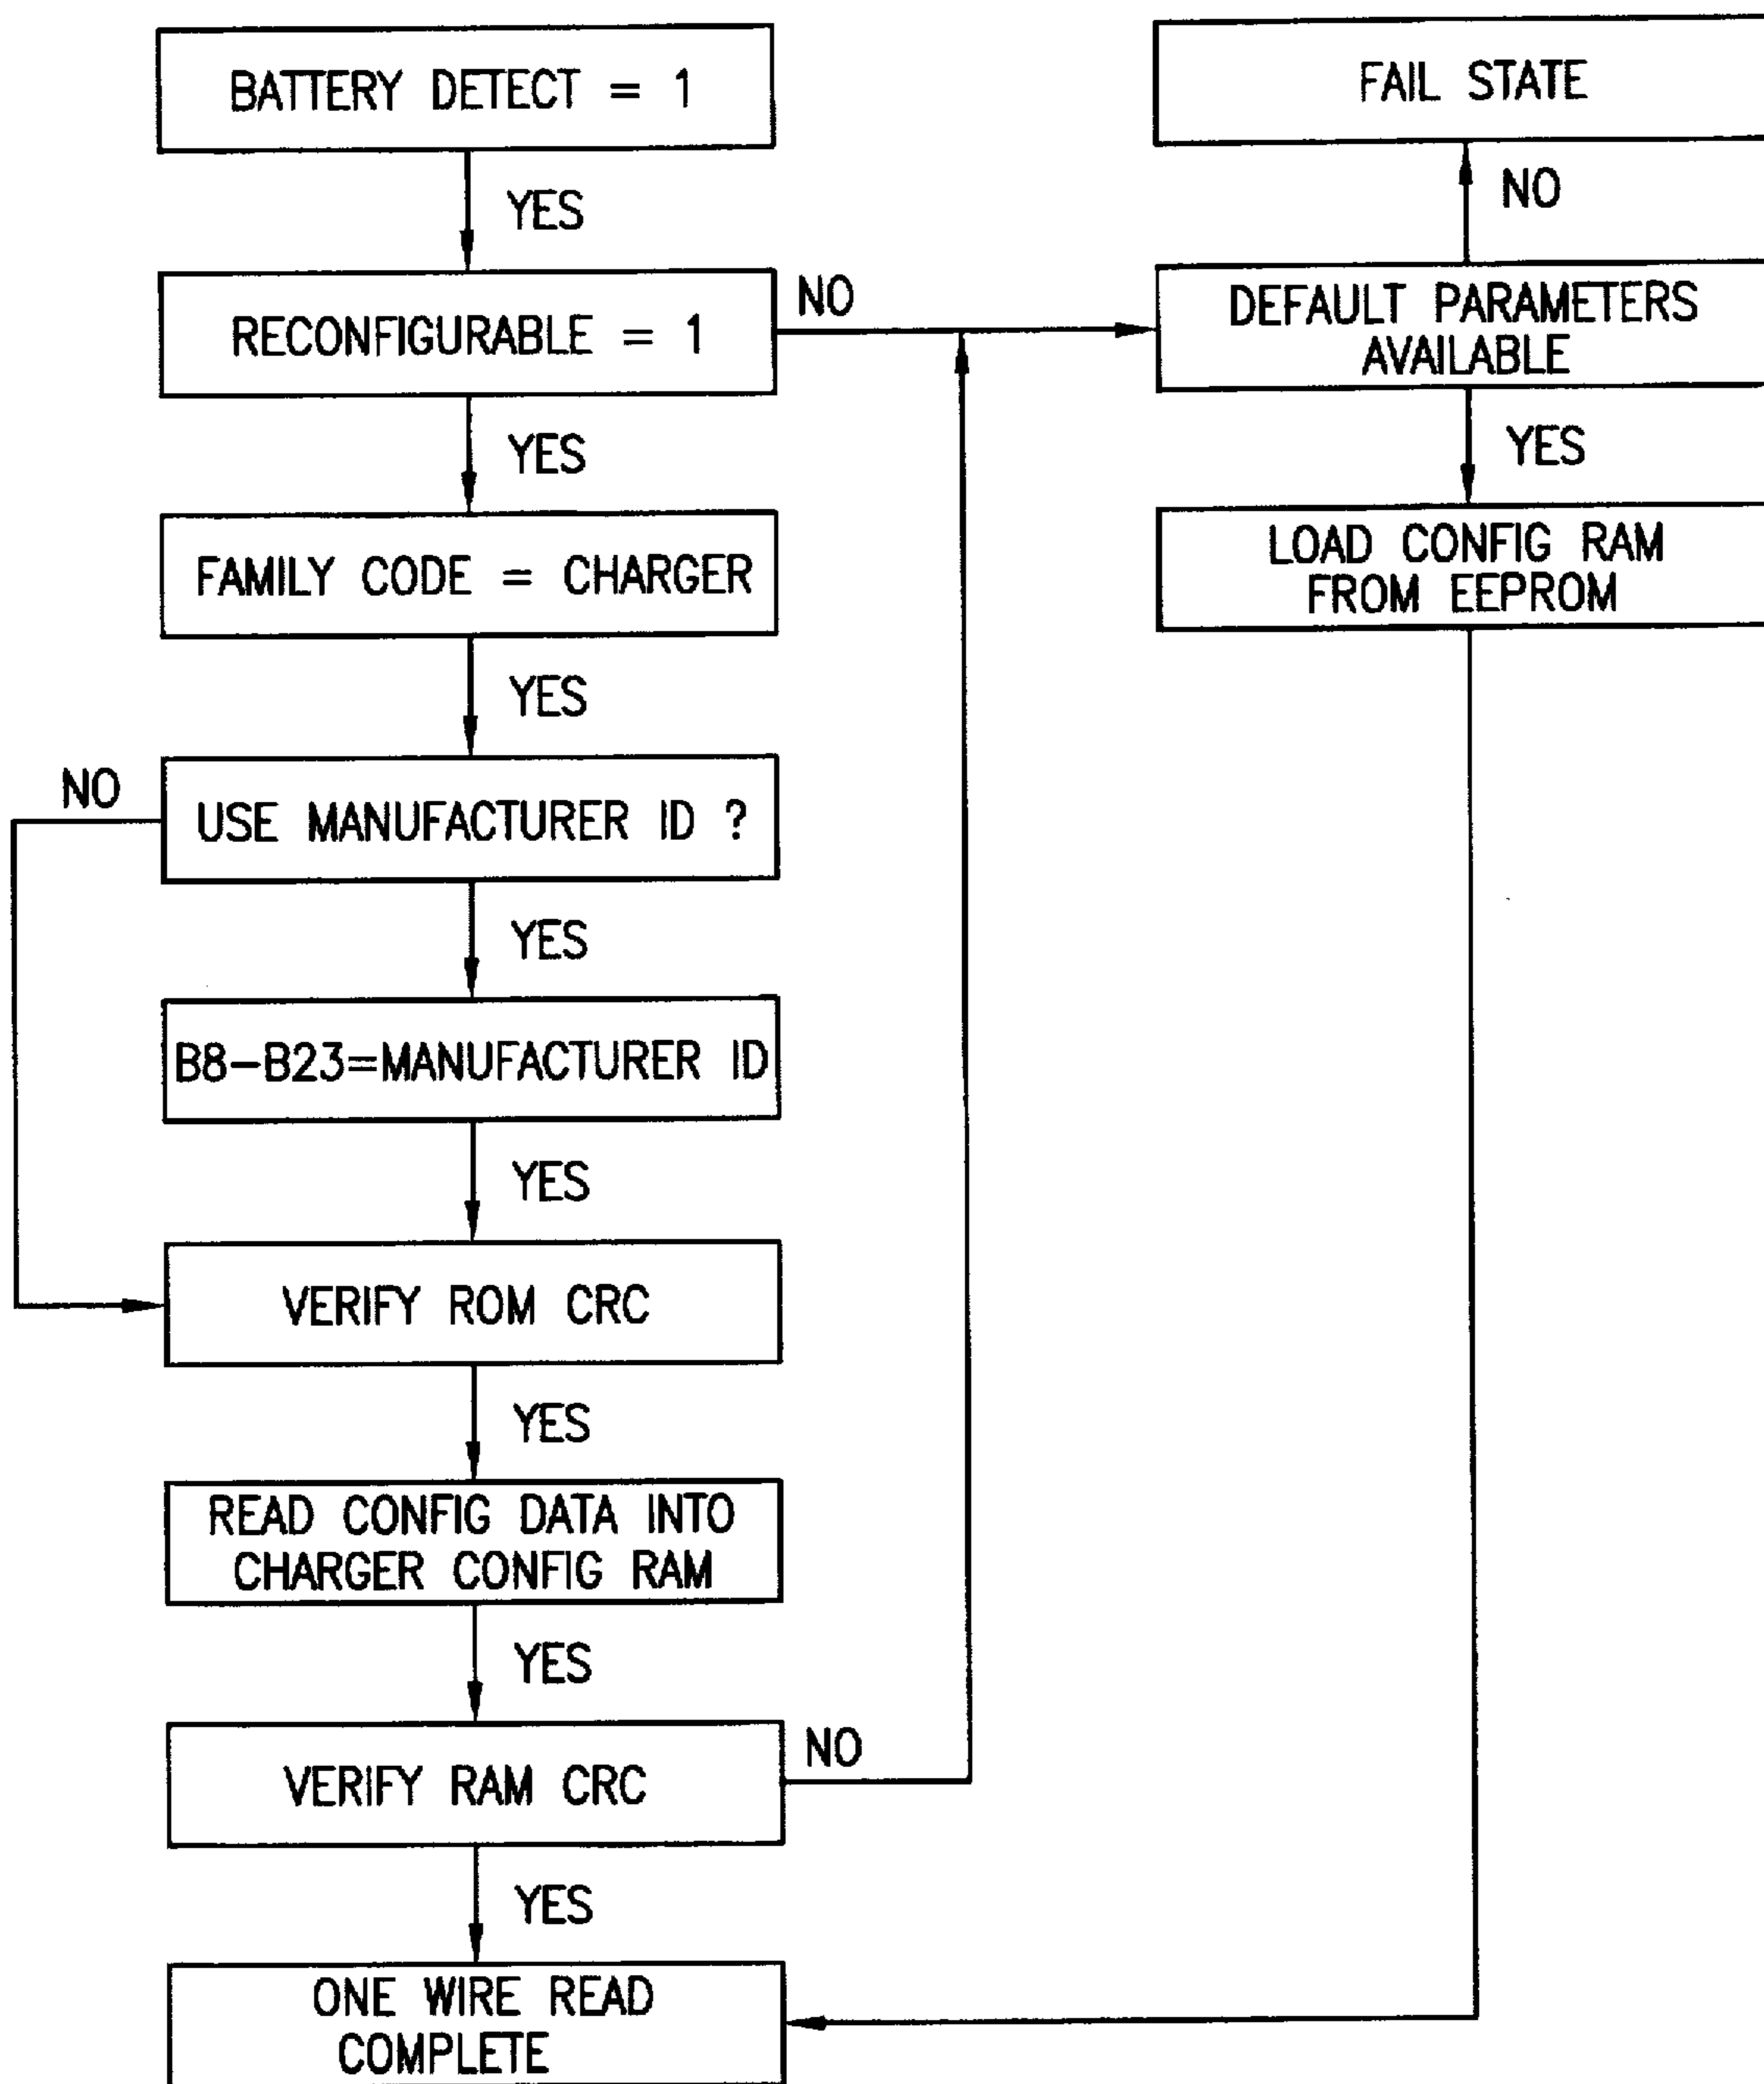 BATTERY DETECT = 1
YES
RECONFIGURABLE = 1
NO
YES
FAMILY CODE = CHARGER
YES
USE MANUFACTURER ID ?
NO
YES
B8-B23=MANUFACTURER ID
YES
VERIFY ROM CRC
YES
READ CONFIG DATA INTO
CHARGER CONFIG RAM
YES
VERIFY RAM CRC
NO
YES
ONE WIRE READ
COMPLETE
FAIL STATE
NO
DEFAULT PARAMETERS
AVAILABLE
YES
LOAD CONFIG RAM
FROM EEPROM